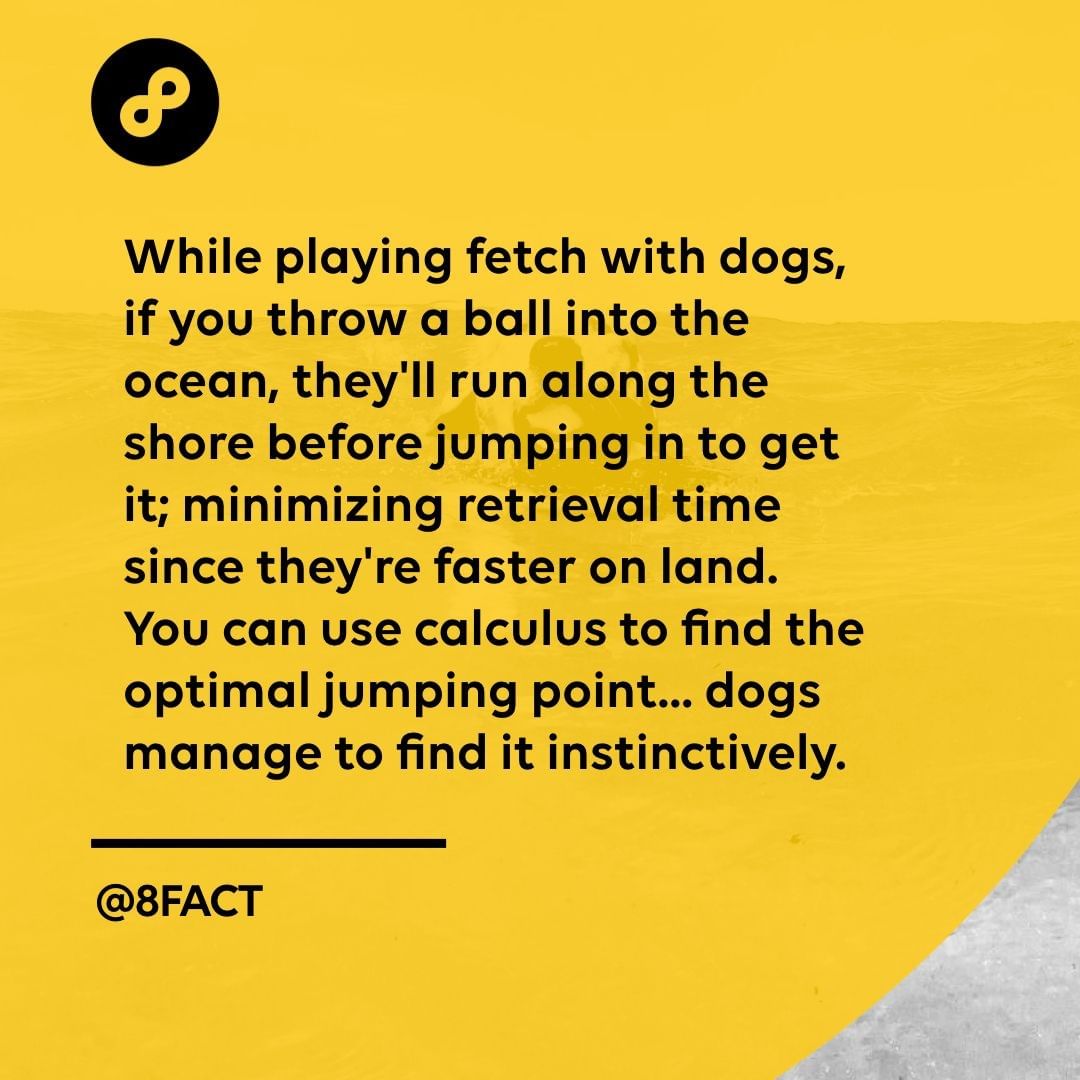 While playing fetch with dogs,
if you throw a ball into the
ocean, they'll run along the
shore before jumping in to get
it; minimizing retrieval time
since they're faster on land.
You can use calculus to find the
optimal jumping point... dogs
manage to find it instinctively.
@8FACT